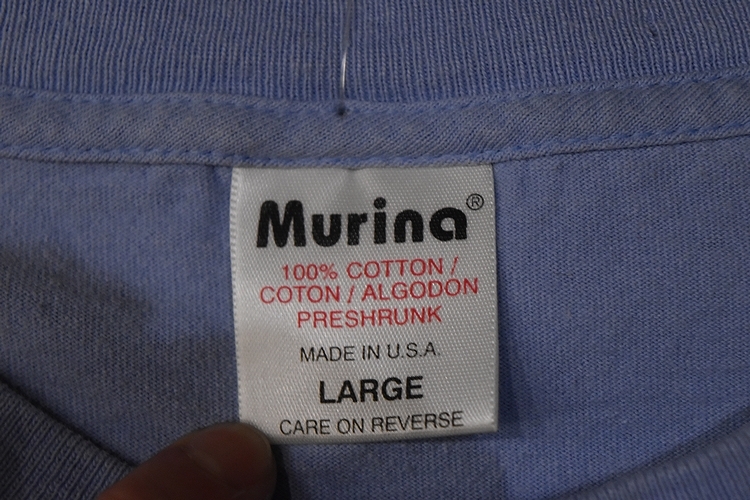 Murina®
100% COTTON /
COTON / ALGODON
PRESHRUNK
MADE IN U.S.A.
LARGE
CARE ON REVERSE